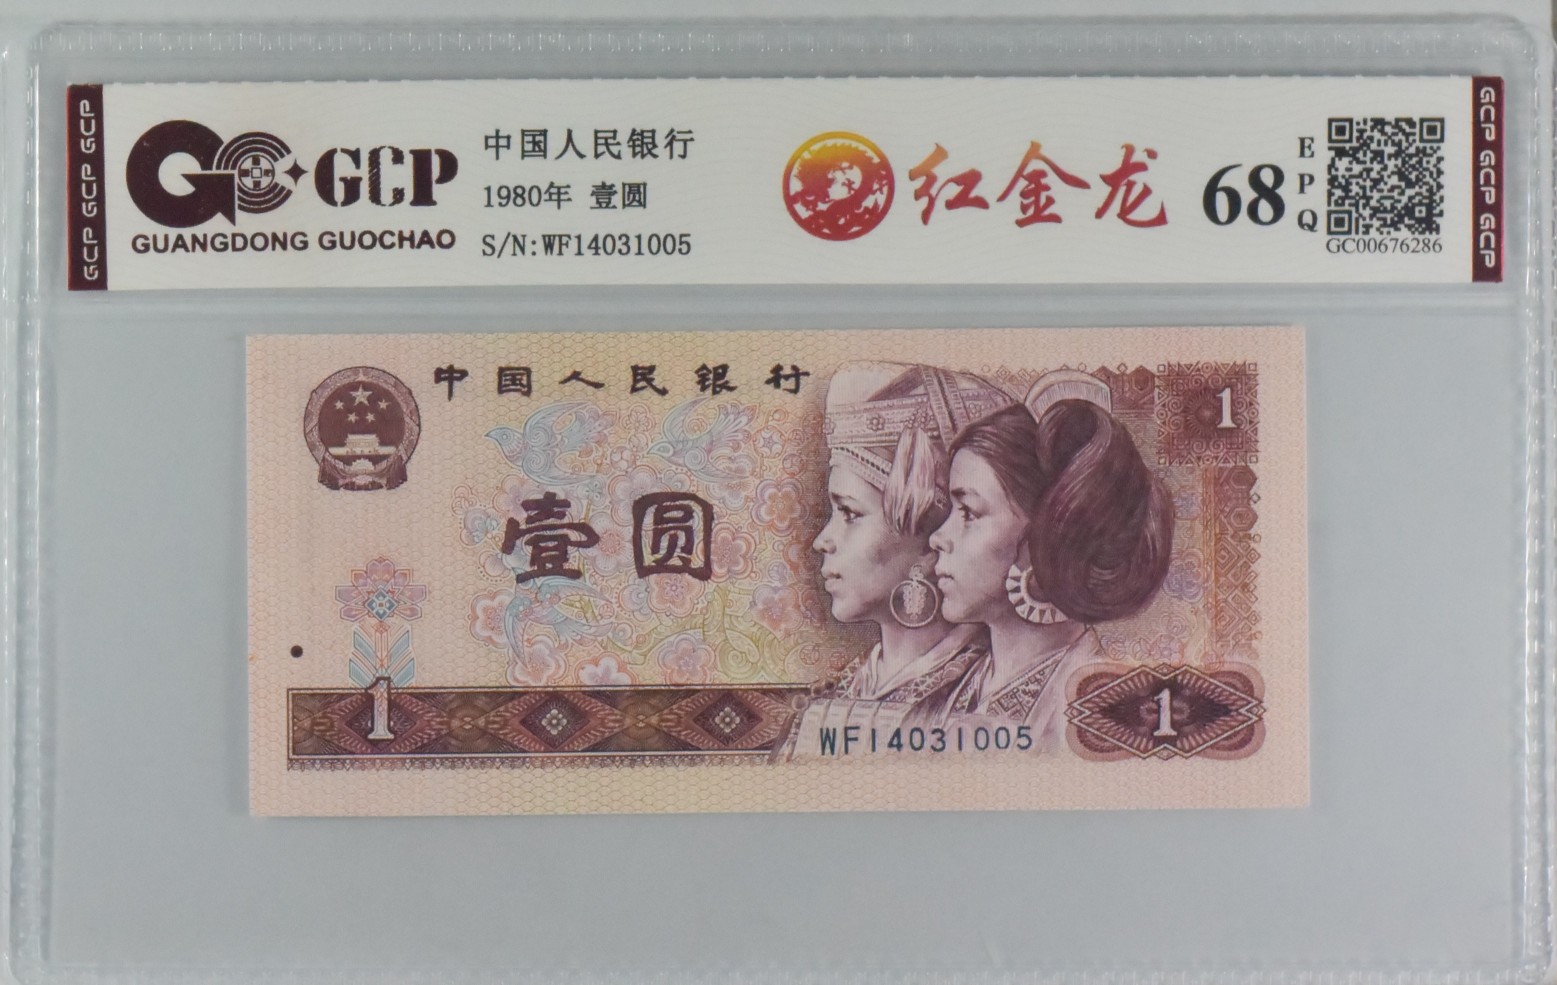 GCP GCP GCP
GCP
GUANGDONG GUOCHAO
中国人民银行
1980年 壹圆
S/N:WF14031005
红金龙
68
EPQ
GC00676286
GCP GCP GCP
中国人民银行
1
壹圆
1
WF14031005
1